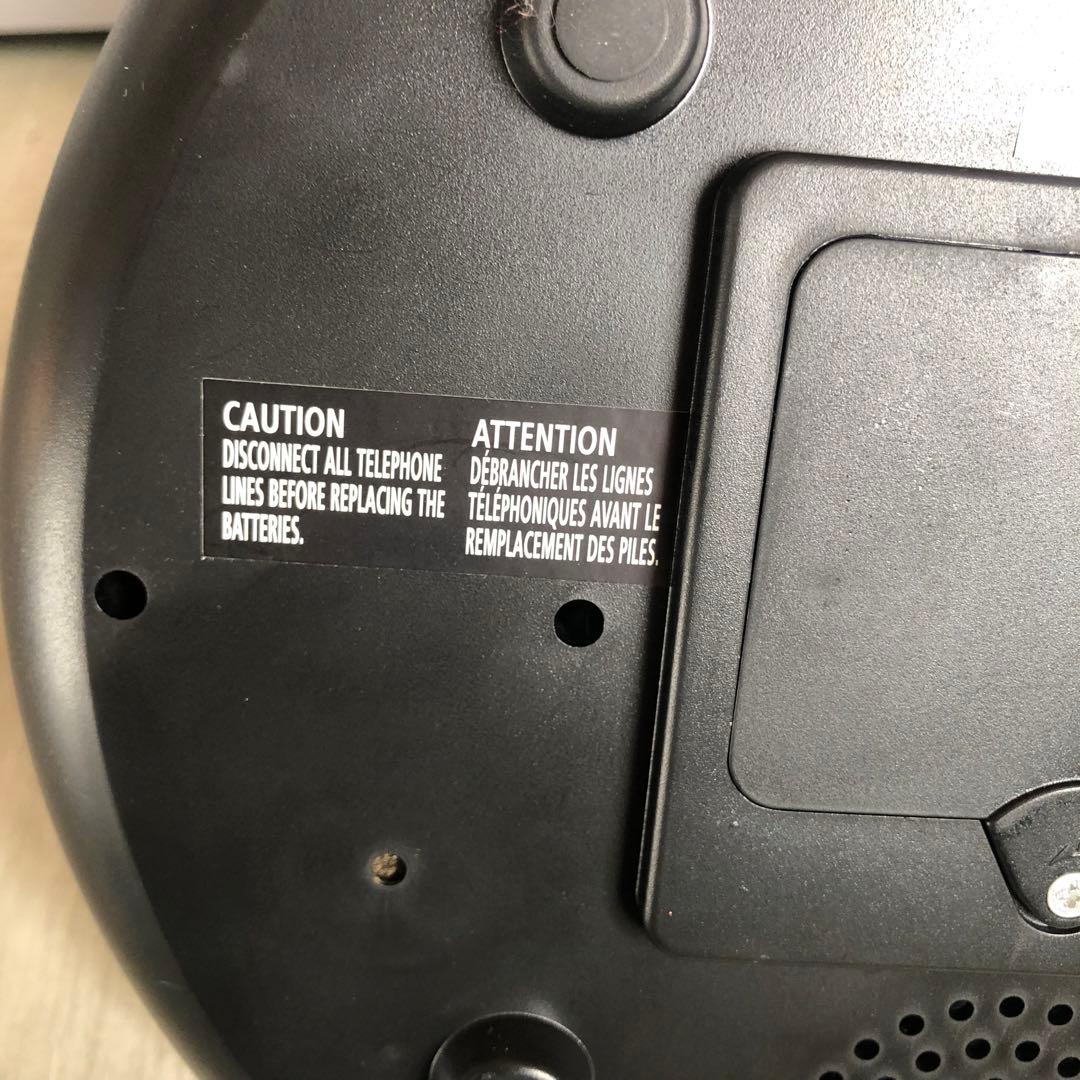 CAUTION
DISCONNECT ALL TELEPHONE
LINES BEFORE REPLACING THE
BATTERIES.
ATTENTION
DÉBRANCHER LES LIGNES
TÉLÉPHONIQUES AVANT LE
REMPLACEMENT DES PILES.